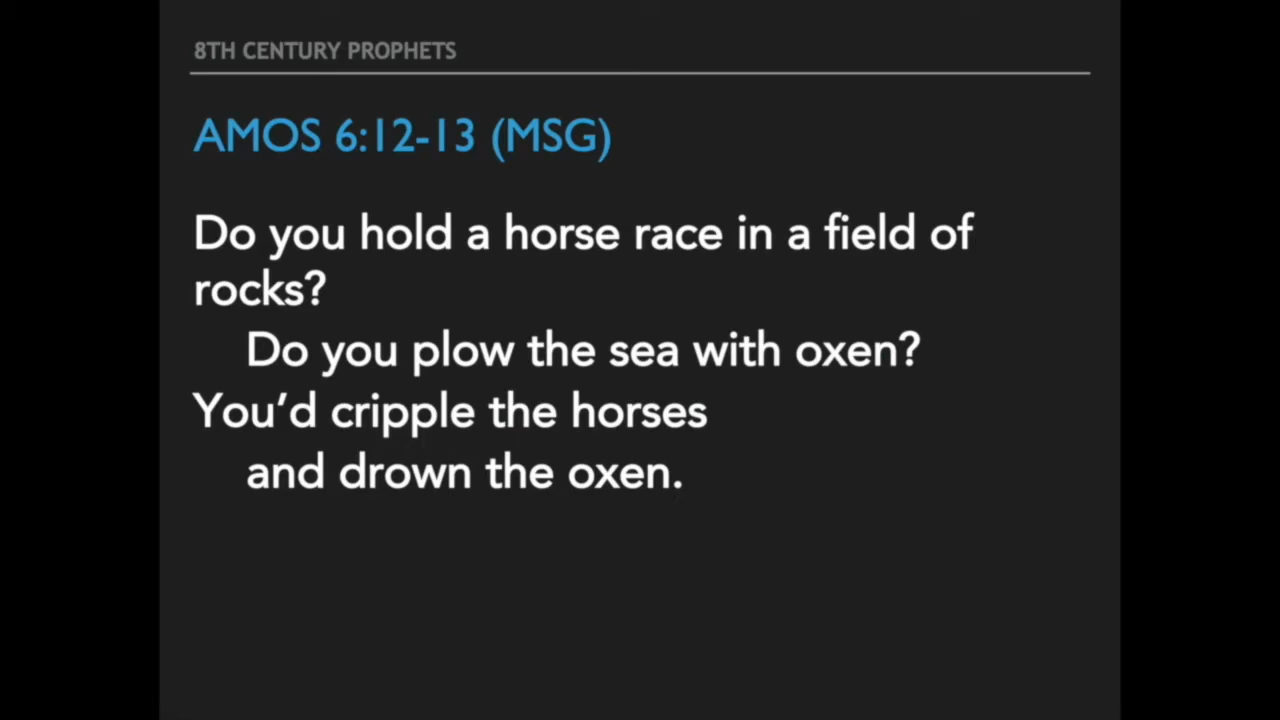 8TH CENTURY PROPHETS
AMOS 6:12-13 (MSG)
Do you hold a horse race in a field of
rocks?
Do you plow the sea with oxen?
You’d cripple the horses
and drown the oxen.